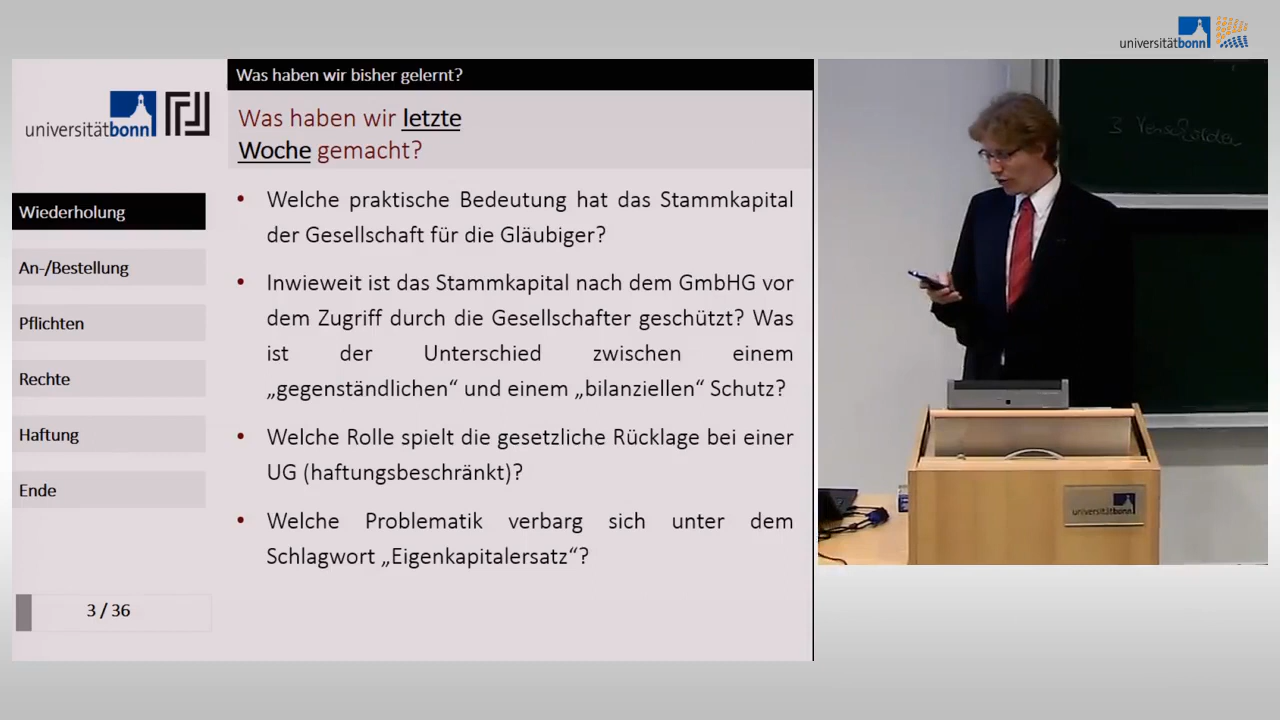 universitätbonn
Was haben wir bisher gelernt?
universitätbonn
Was haben wir letzte
Woche gemacht?
Wiederholung
An-/Bestellung
Pflichten
Rechte
Haftung
Ende
3 / 36
• Welche praktische Bedeutung hat das Stammkapital
der Gesellschaft für die Gläubiger?
• Inwieweit ist das Stammkapital nach dem GmbHG vor
dem Zugriff durch die Gesellschafter geschützt? Was
ist der Unterschied zwischen einem
„gegenständlichen“ und einem „bilanziellen“ Schutz?
• Welche Rolle spielt die gesetzliche Rücklage bei einer
UG (haftungsbeschränkt)?
• Welche Problematik verbarg sich unter dem
Schlagwort „Eigenkapitalersatz“?
3
universitätbonn